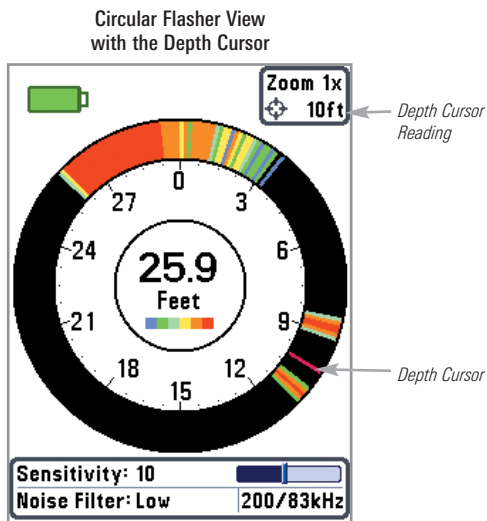 Circular Flasher View
with the Depth Cursor
Zoom 1x
10ft
Depth Cursor
Reading
0
3
6
9
12
15
18
21
24
27
25.9
Feet
Depth Cursor
Sensitivity: 10
Noise Filter: Low
200/83kHz